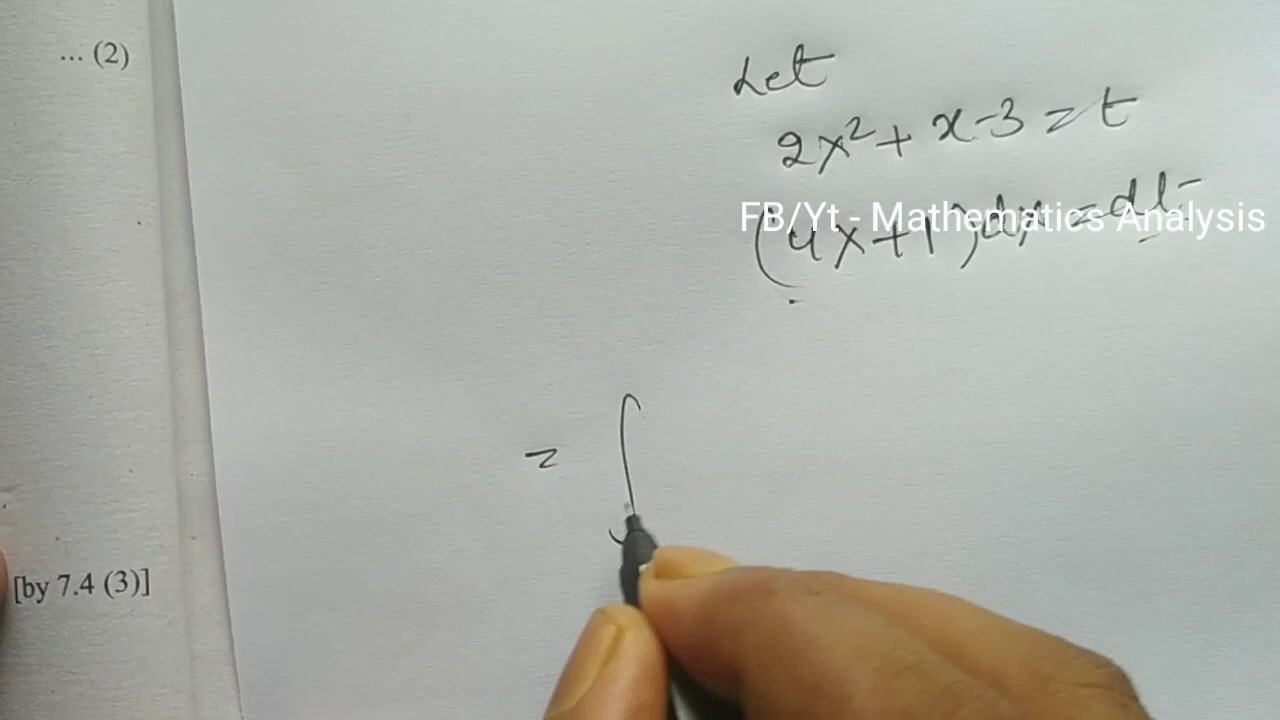 ... (2)
Let
2x² + x-3 = t
FB/Yt - Mathematics Analysis
(4x+1)dx = dt
= ∫
[by 7.4 (3)]